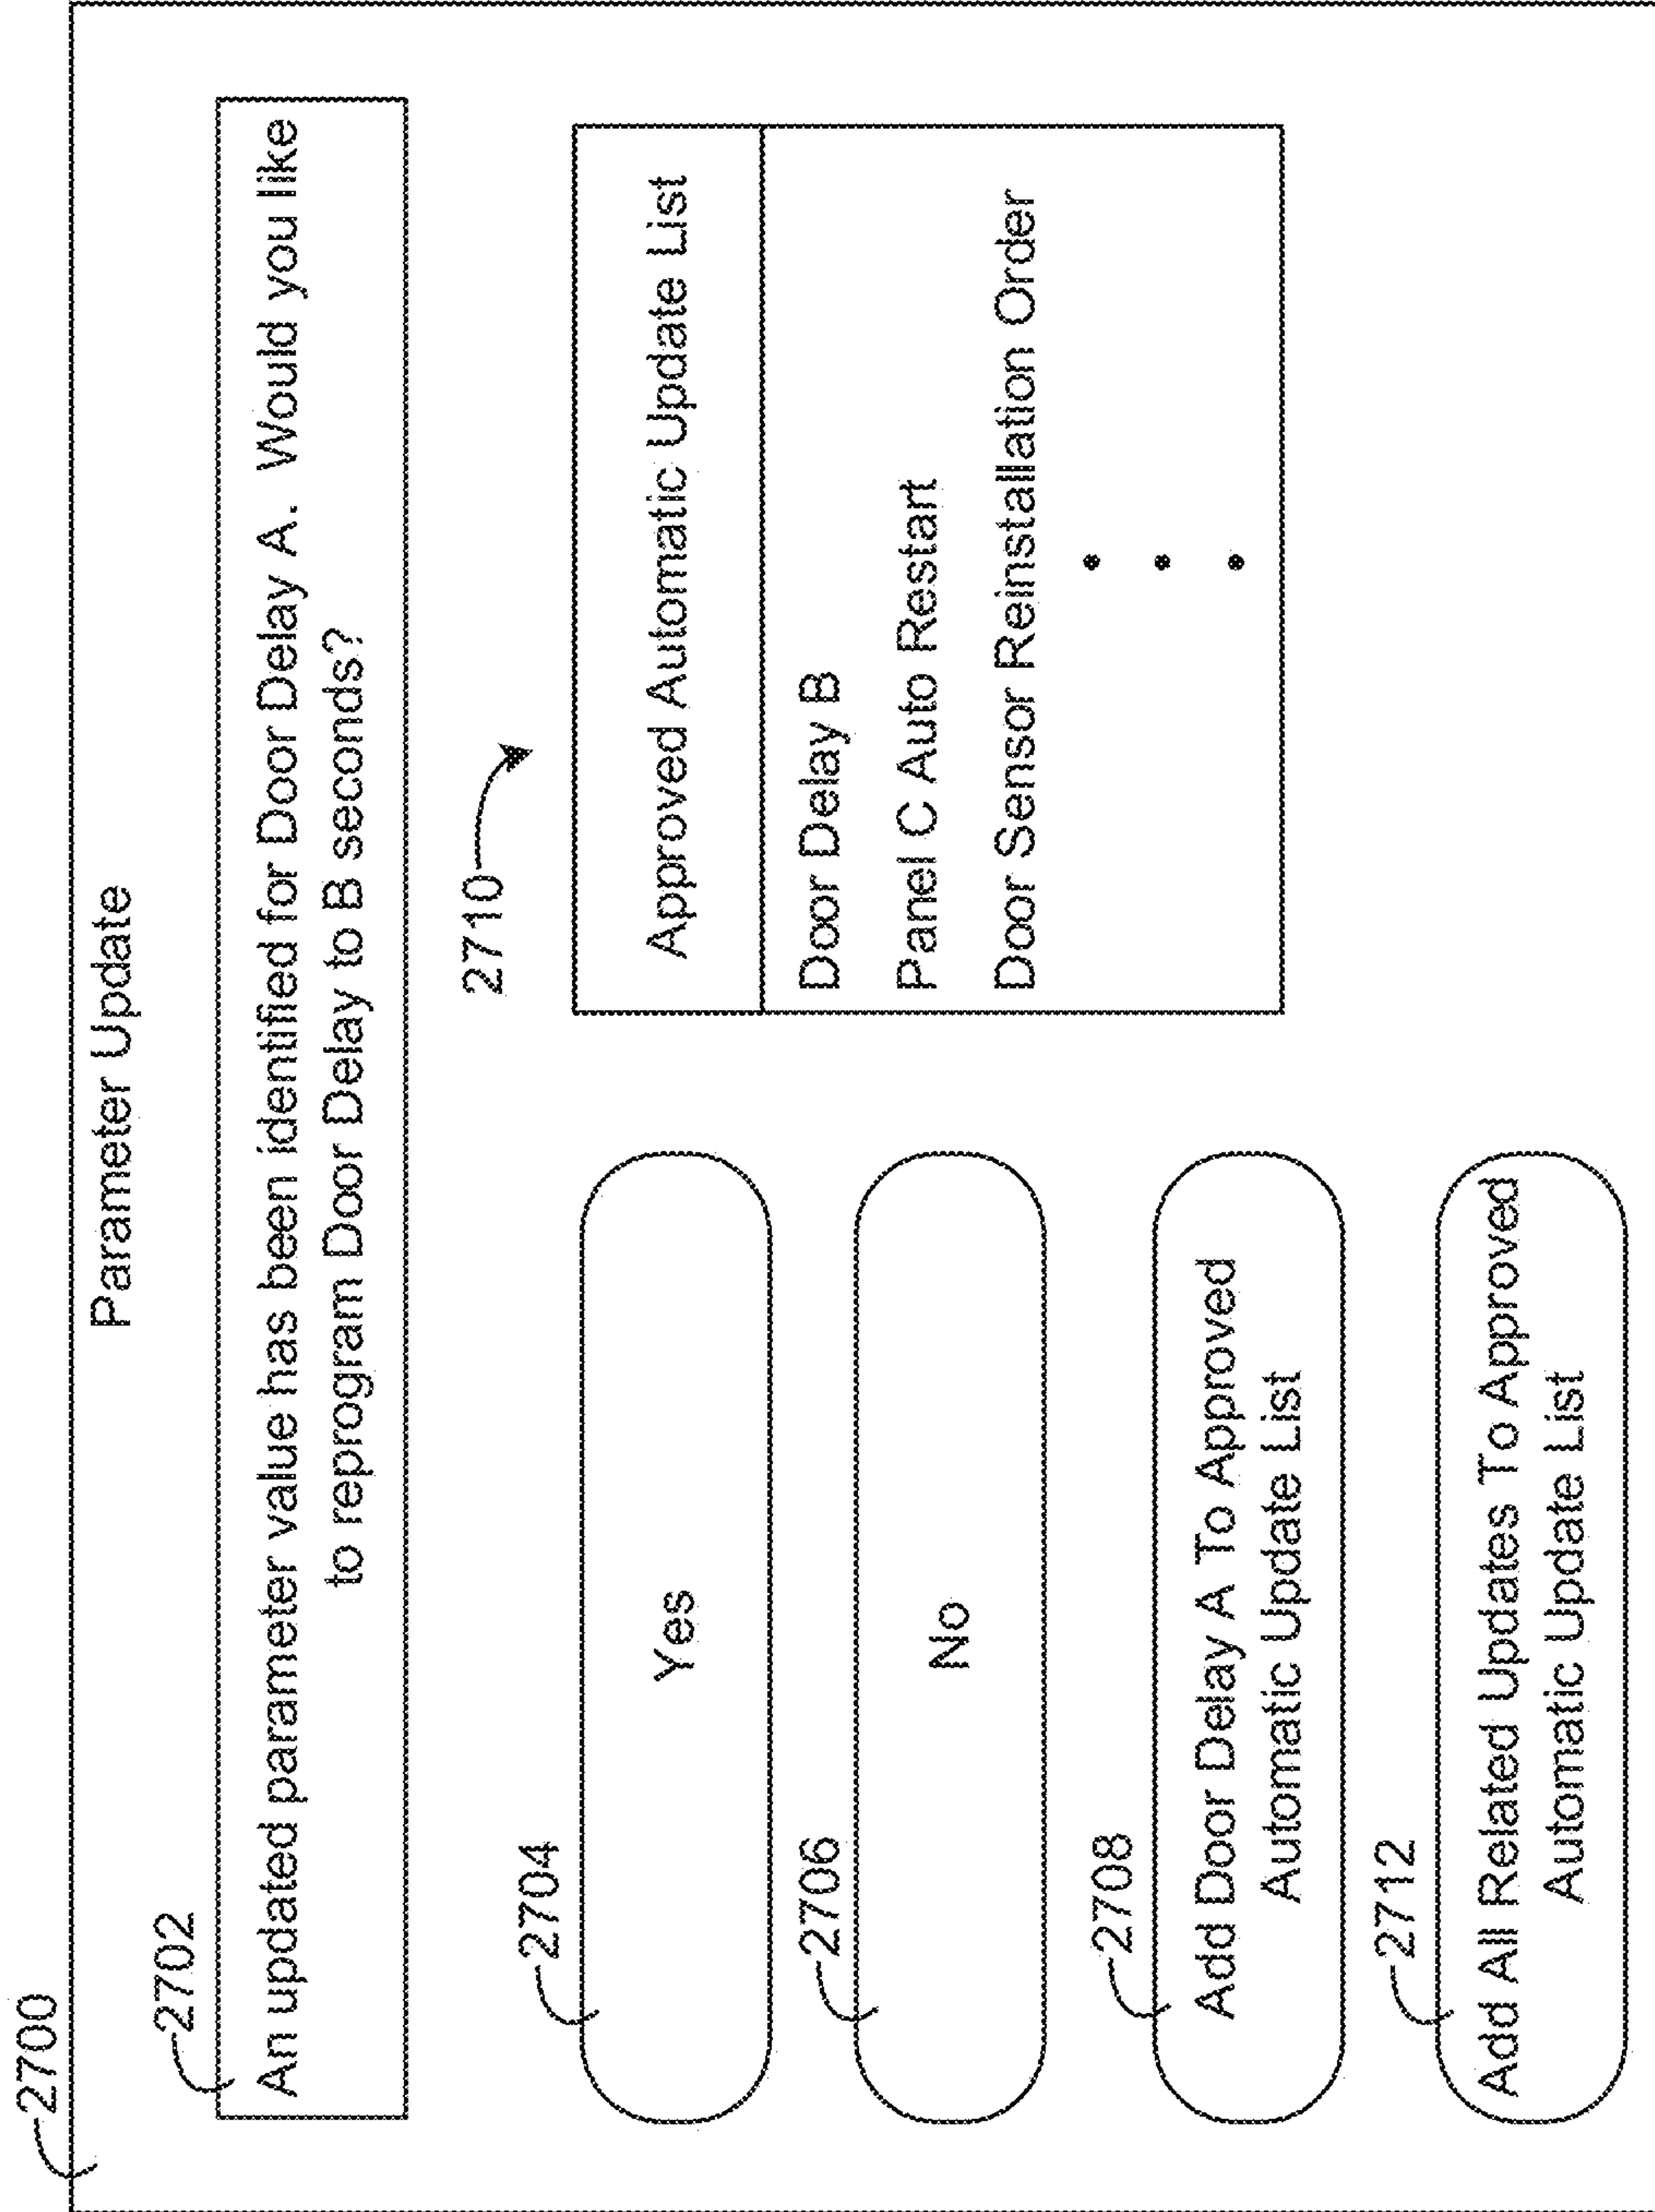 2700
Parameter Update
2702
An updated parameter value has been identified for Door Delay A. Would you like
to reprogram Door Delay to B seconds?
2704
Yes
2706
No
2708
Add Door Delay A To Approved
Automatic Update List
2712
Add All Related Updates To Approved
Automatic Update List
2710
Approved Automatic Update List
Door Delay B
Panel C Auto Restart
Door Sensor Reinstallation Order